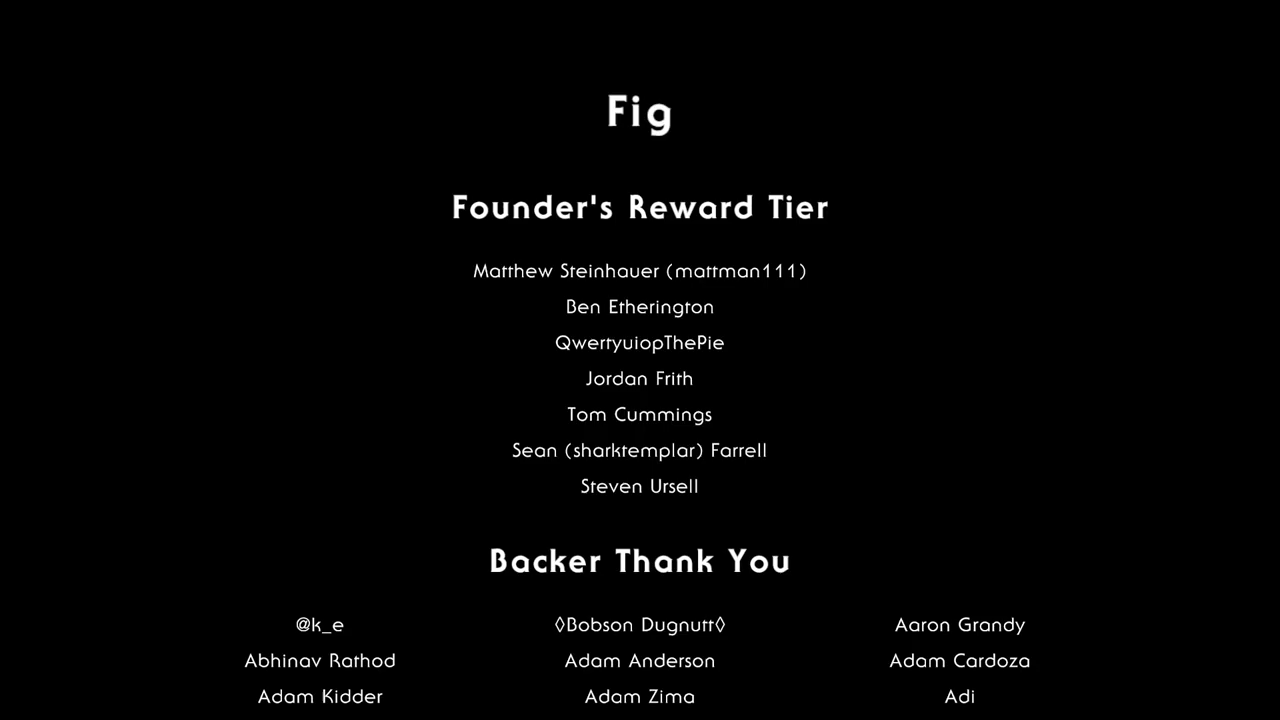 Fig
Founder's Reward Tier
Matthew Steinhauer (mattman111)
Ben Etherington
QwertyuiopThePie
Jordan Frith
Tom Cummings
Sean (sharktemplar) Farrell
Steven Ursell
Backer Thank You
@k_e ◊Bobson Dugnutt◊ Aaron Grandy
Abhinav Rathod Adam Anderson Adam Cardoza
Adam Kidder Adam Zima Adi